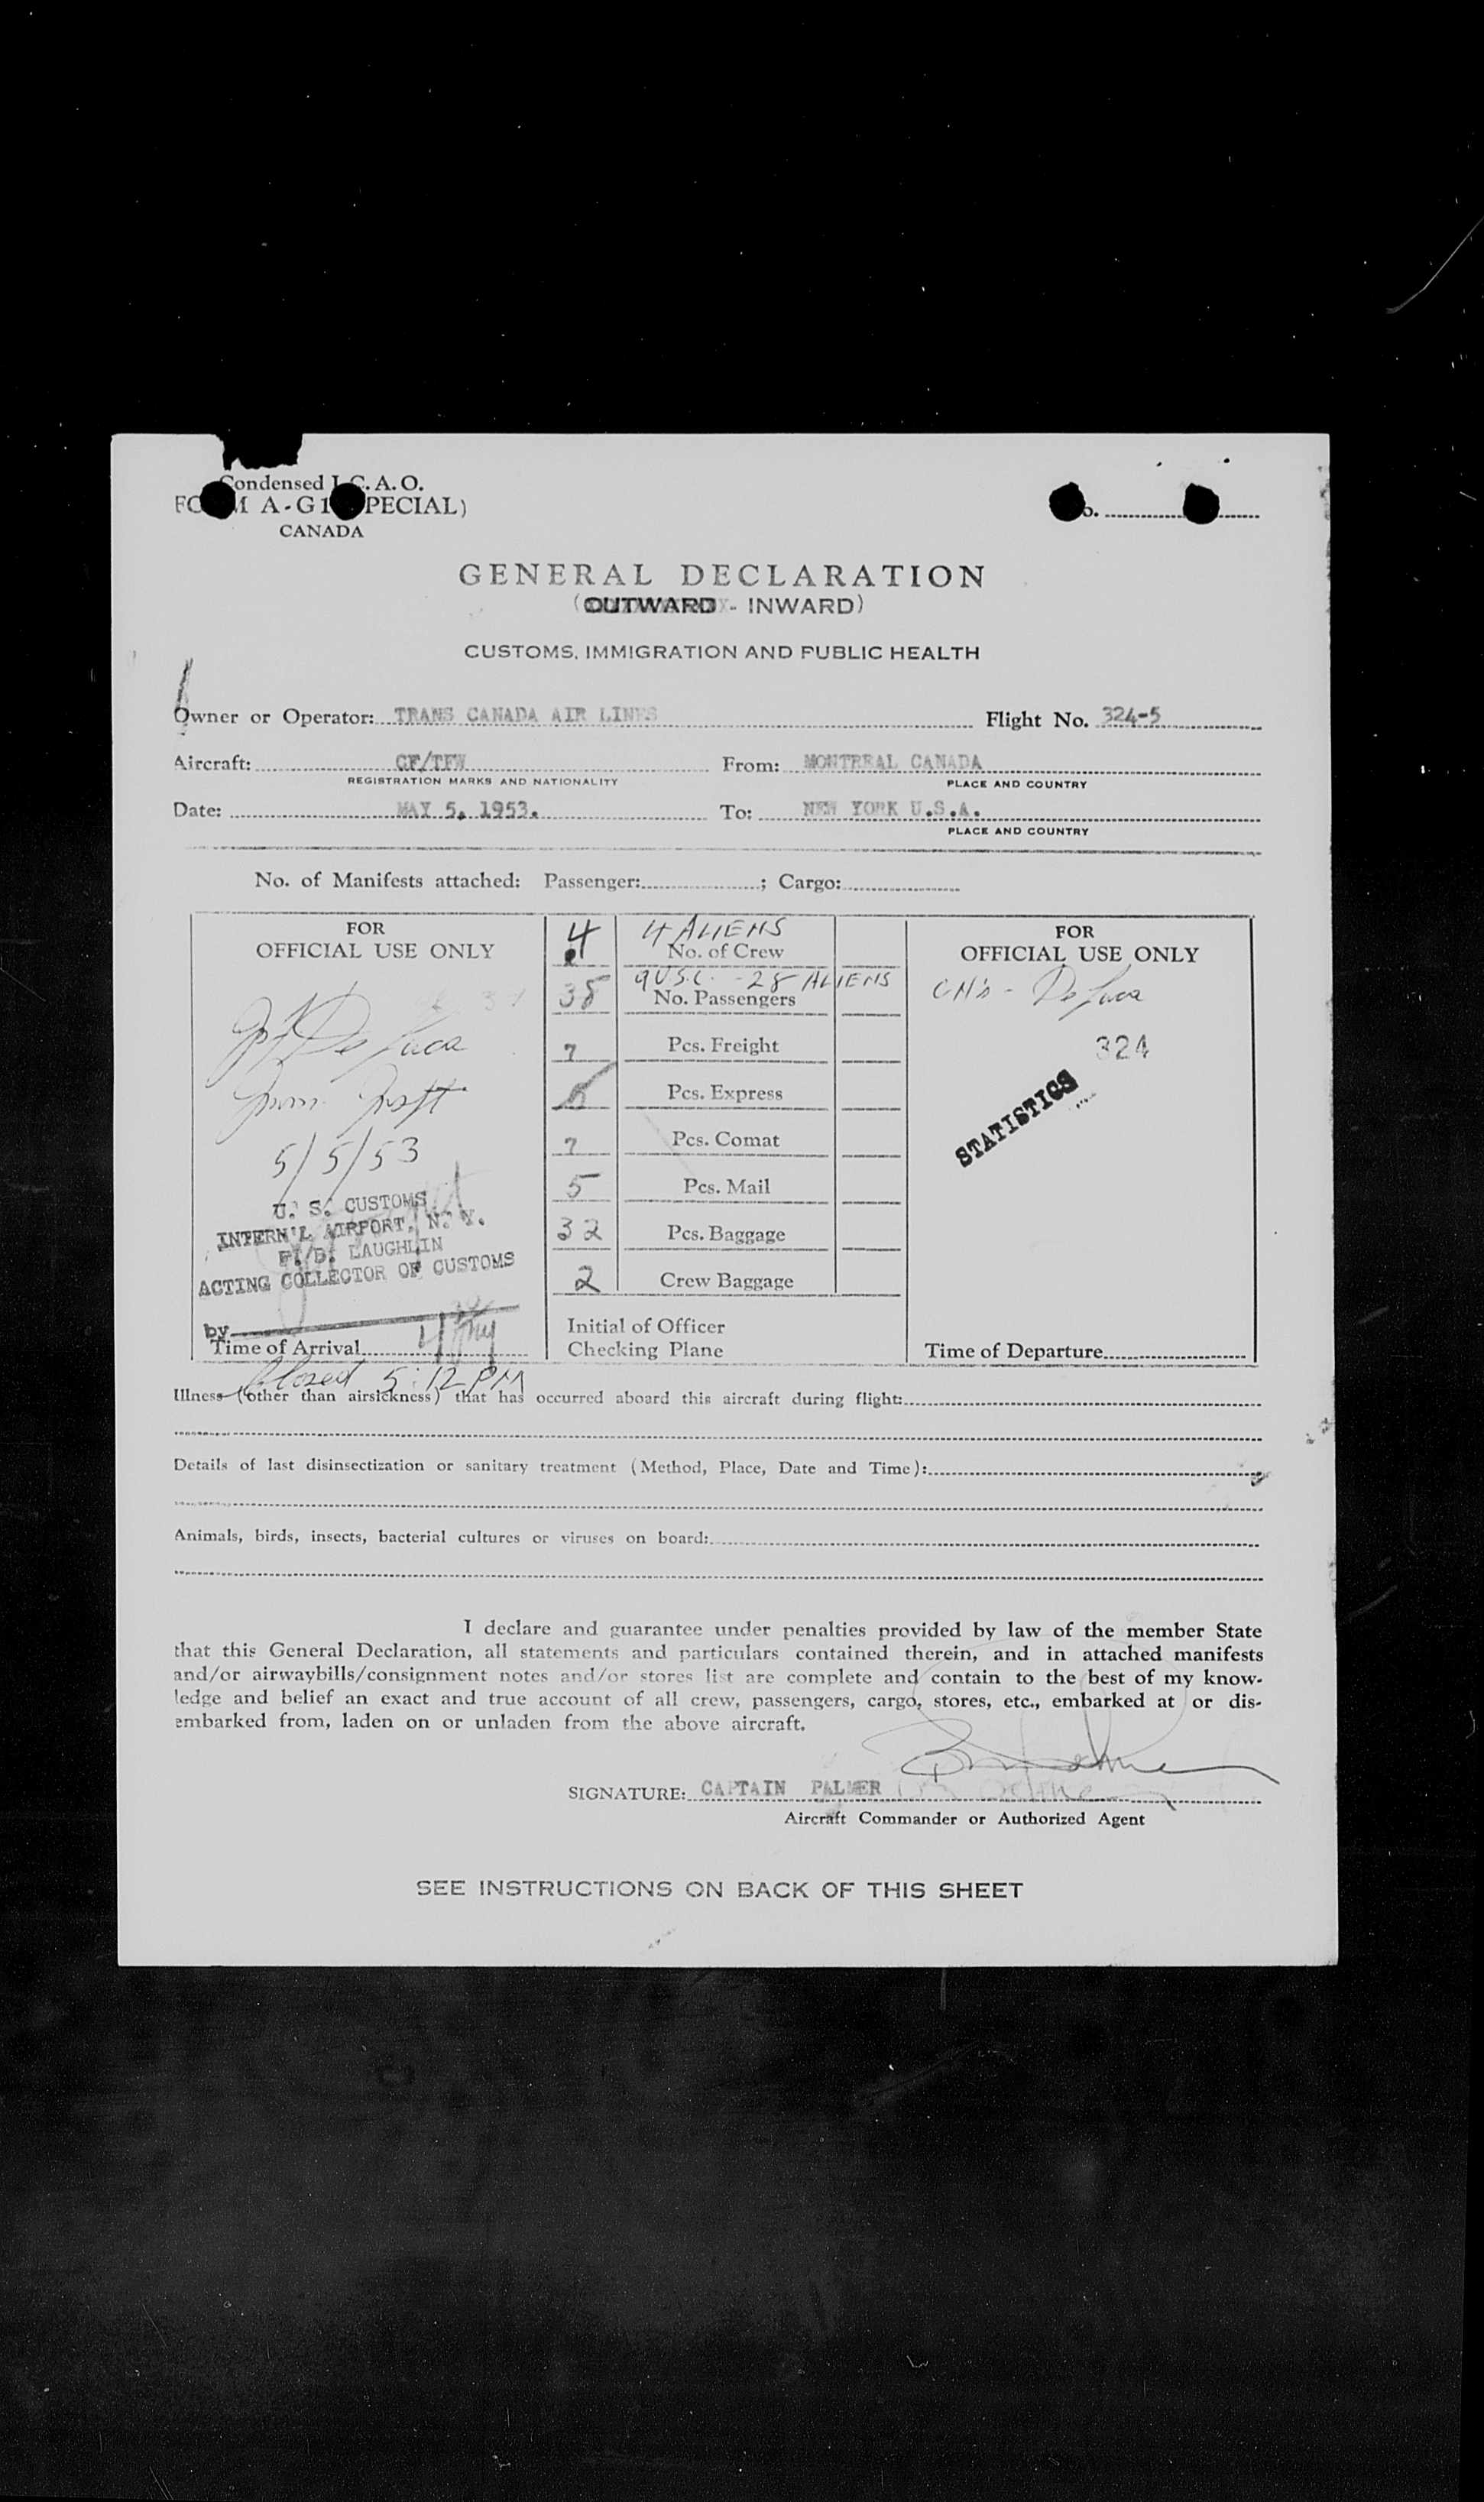 Condensed I.C.A.O.
FORM A-G1 (SPECIAL)
CANADA
GENERAL DECLARATION
(OUTWARD - INWARD)
CUSTOMS, IMMIGRATION AND PUBLIC HEALTH
Owner or Operator: TRANS CANADA AIR LINES Flight No. 324-5
Aircraft: CF/TFW From: MONTREAL CANADA
REGISTRATION MARKS AND NATIONALITY PLACE AND COUNTRY
Date: MAY 5, 1953. To: NEW YORK U.S.A.
PLACE AND COUNTRY
No. of Manifests attached: Passenger: ; Cargo:
FOR
OFFICIAL USE ONLY
De Luca
5/5/53
U. S. CUSTOMS
INTERN'L AIRPORT, N. Y.
LAUGHLIN
ACTING COLLECTOR OF CUSTOMS
by
Time of Arrival
Closed 5:12 PM
4 4 ALIENS
No. of Crew
9 U.S.C. - 28 ALIENS
38 No. Passengers
7 Pcs. Freight
5 Pcs. Express
7 Pcs. Comat
5 Pcs. Mail
32 Pcs. Baggage
2 Crew Baggage
Initial of Officer
Checking Plane
FOR
OFFICIAL USE ONLY
De Luca
324
STATISTICS
Time of Departure
Illness (other than airsickness) that has occurred aboard this aircraft during flight:
Details of last disinsectization or sanitary treatment (Method, Place, Date and Time):
Animals, birds, insects, bacterial cultures or viruses on board:
I declare and guarantee under penalties provided by law of the member State
that this General Declaration, all statements and particulars contained therein, and in attached manifests
and/or airwaybills/consignment notes and/or stores list are complete and contain to the best of my know-
ledge and belief an exact and true account of all crew, passengers, cargo, stores, etc., embarked at or dis-
embarked from, laden on or unladen from the above aircraft.
SIGNATURE: CAPTAIN PALMER
Aircraft Commander or Authorized Agent
SEE INSTRUCTIONS ON BACK OF THIS SHEET